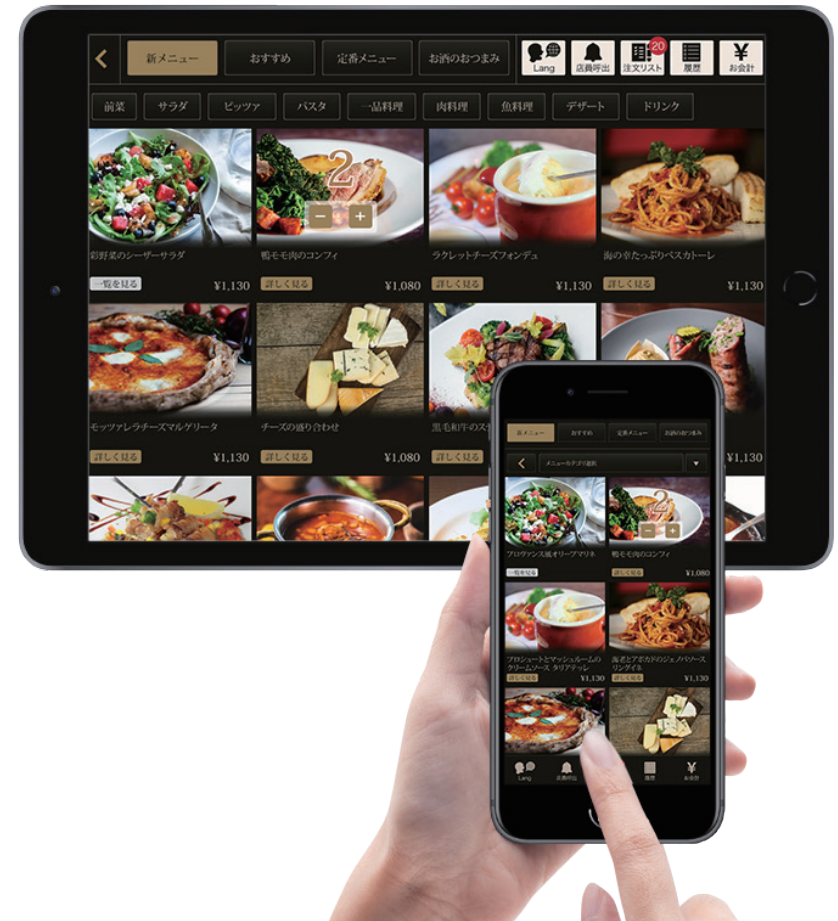 新メニュー
おすすめ
定番メニュー
お酒のおつまみ
Lang
店員呼出
20
注文リスト
履歴
¥
お会計
前菜
サラダ
ピッツァ
パスタ
一品料理
肉料理
魚料理
デザート
ドリンク
2
彩野菜のシーザーサラダ
鴨モモ肉のコンフィ
ラクレットチーズフォンデュ
海の幸たっぷりペスカトーレ
一覧を見る
¥1,130
詳しく見る
¥1,080
詳しく見る
¥1,130
詳しく見る
¥1,130
モッツァレラチーズマルゲリータ
チーズの盛り合わせ
黒毛和牛のス
詳しく見る
¥1,130
詳しく見る
¥1,080
詳しく見る
¥1,130
新メニュー
おすすめ
定番メニュー
お酒のおつまみ
メニューカテゴリ選択
2
プロヴァンス風オリーブマリネ
鴨モモ肉のコンフィ
一覧を見る
詳しく見る
¥1,080
プロシュートとマッシュルームの
クリームソース タリアテッレ
海老とアボカドのジェノバソース
リングイネ
詳しく見る
¥1,130
詳しく見る
¥1,130
Lang
店員呼出
履歴
¥
お会計